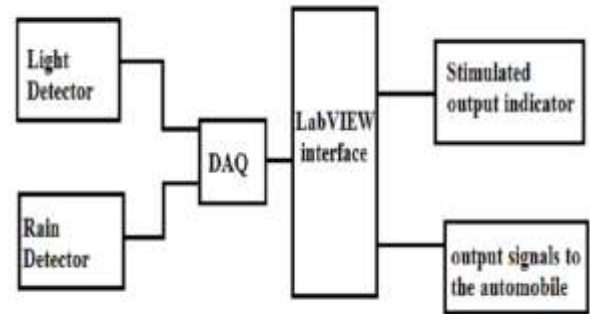 Light
Detector
Rain
Detector
DAQ
LabVIEW
interface
Stimulated
output indicator
output signals to
the automobile